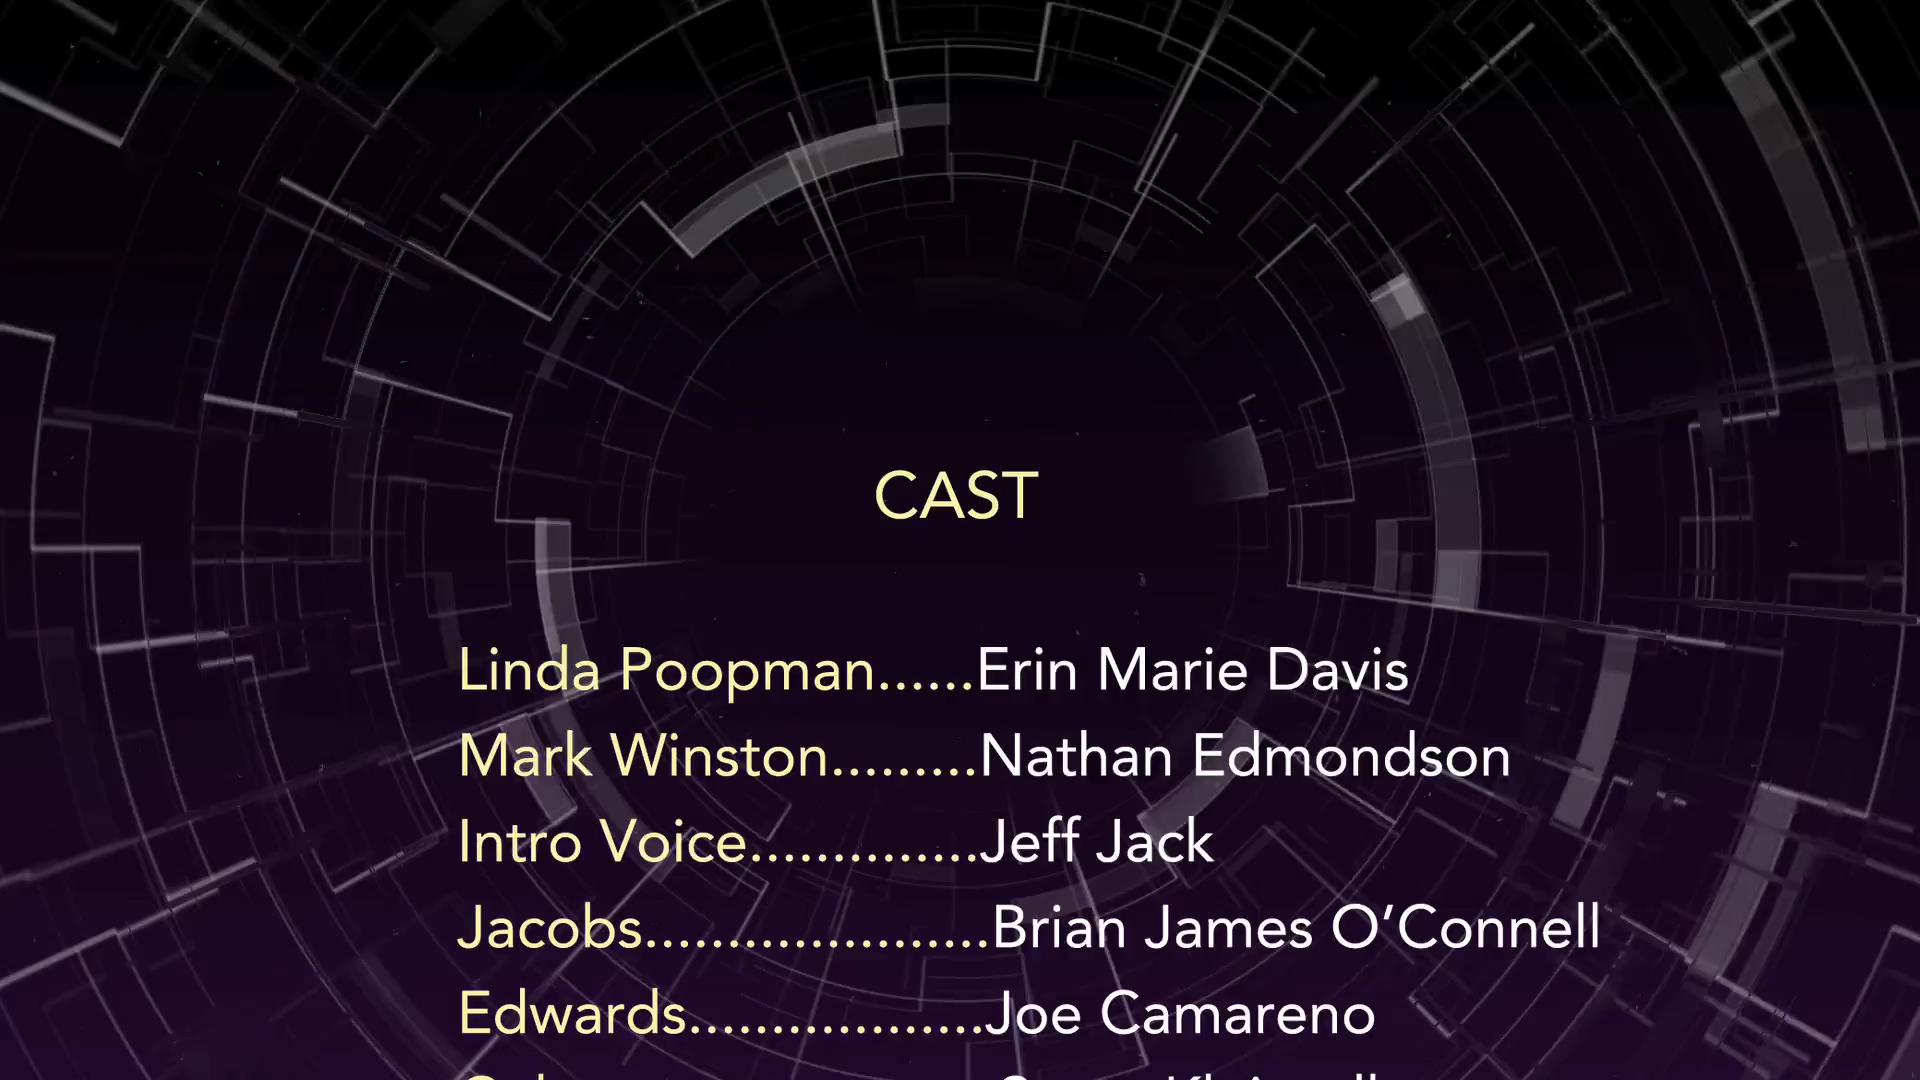 CAST
Linda Poopman......Erin Marie Davis
Mark Winston.........Nathan Edmondson
Intro Voice..............Jeff Jack
Jacobs.....................Brian James O’Connell
Edwards..................Joe Camareno